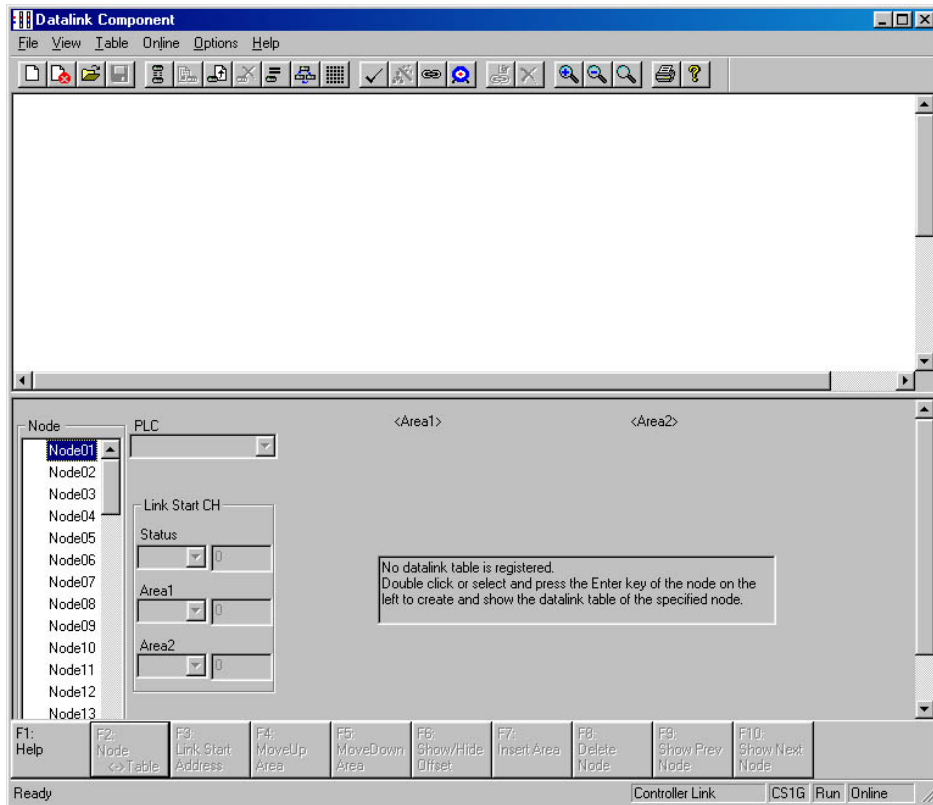 Datalink Component
File View Table Online Options Help
<Area1> <Area2>
Node PLC
Node01
Node02
Node03
Node04
Node05
Node06
Node07
Node08
Node09
Node10
Node11
Node12
Node13
Link Start CH
Status
0
Area1
0
Area2
0
No datalink table is registered.
Double click or select and press the Enter key of the node on the
left to create and show the datalink table of the specified node.
F1:
Help
F2:
Node
<->Table
F3:
Link Start
Address
F4:
MoveUp
Area
F5:
MoveDown
Area
F6:
Show/Hide
Offset
F7:
Insert Area
F8:
Delete
Node
F9:
Show Prev
Node
F10:
Show Next
Node
Ready Controller Link CS1G Run Online